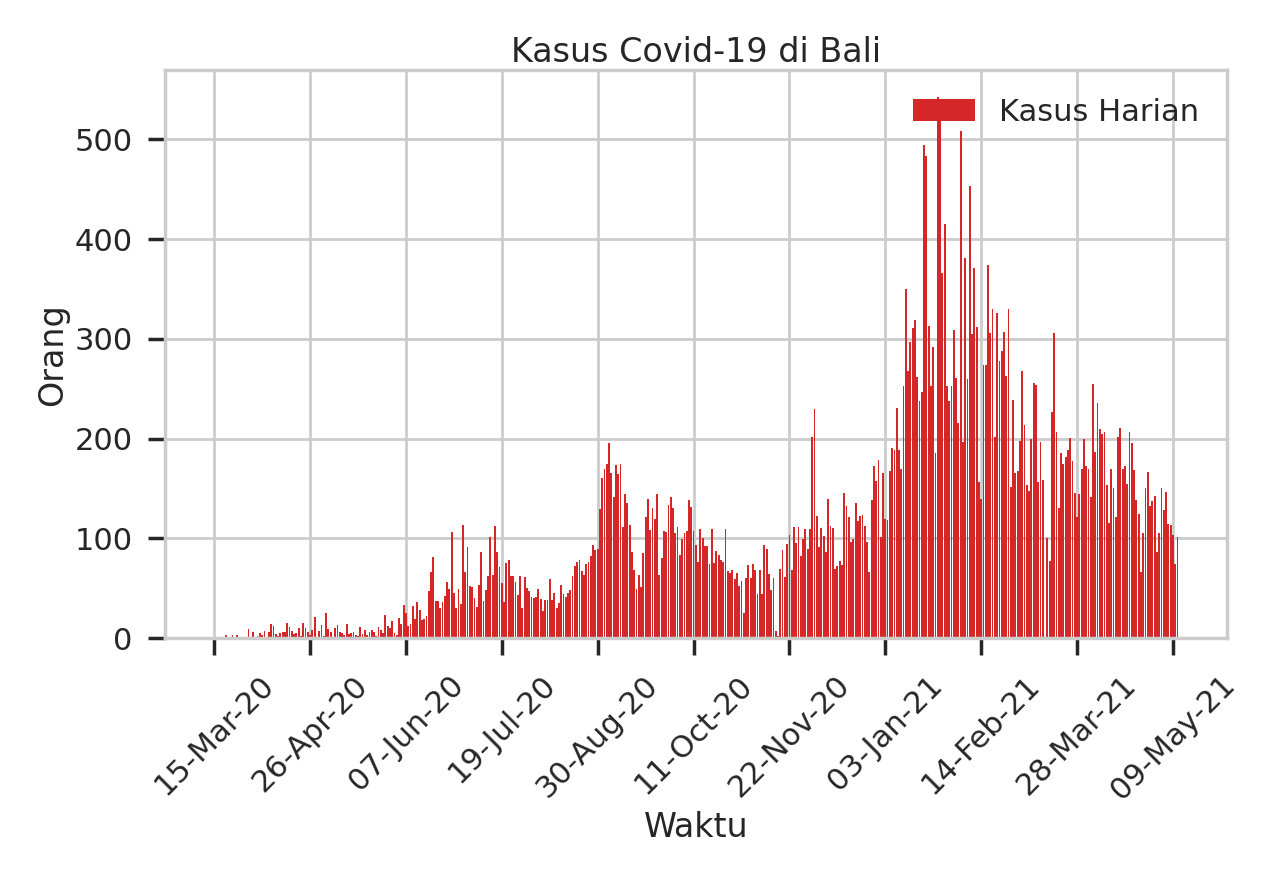 Kasus Covid-19 di Bali
Kasus Harian
500
400
300
200
100
0
Orang
15-Mar-20
26-Apr-20
07-Jun-20
19-Jul-20
30-Aug-20
11-Oct-20
22-Nov-20
03-Jan-21
14-Feb-21
28-Mar-21
09-May-21
Waktu